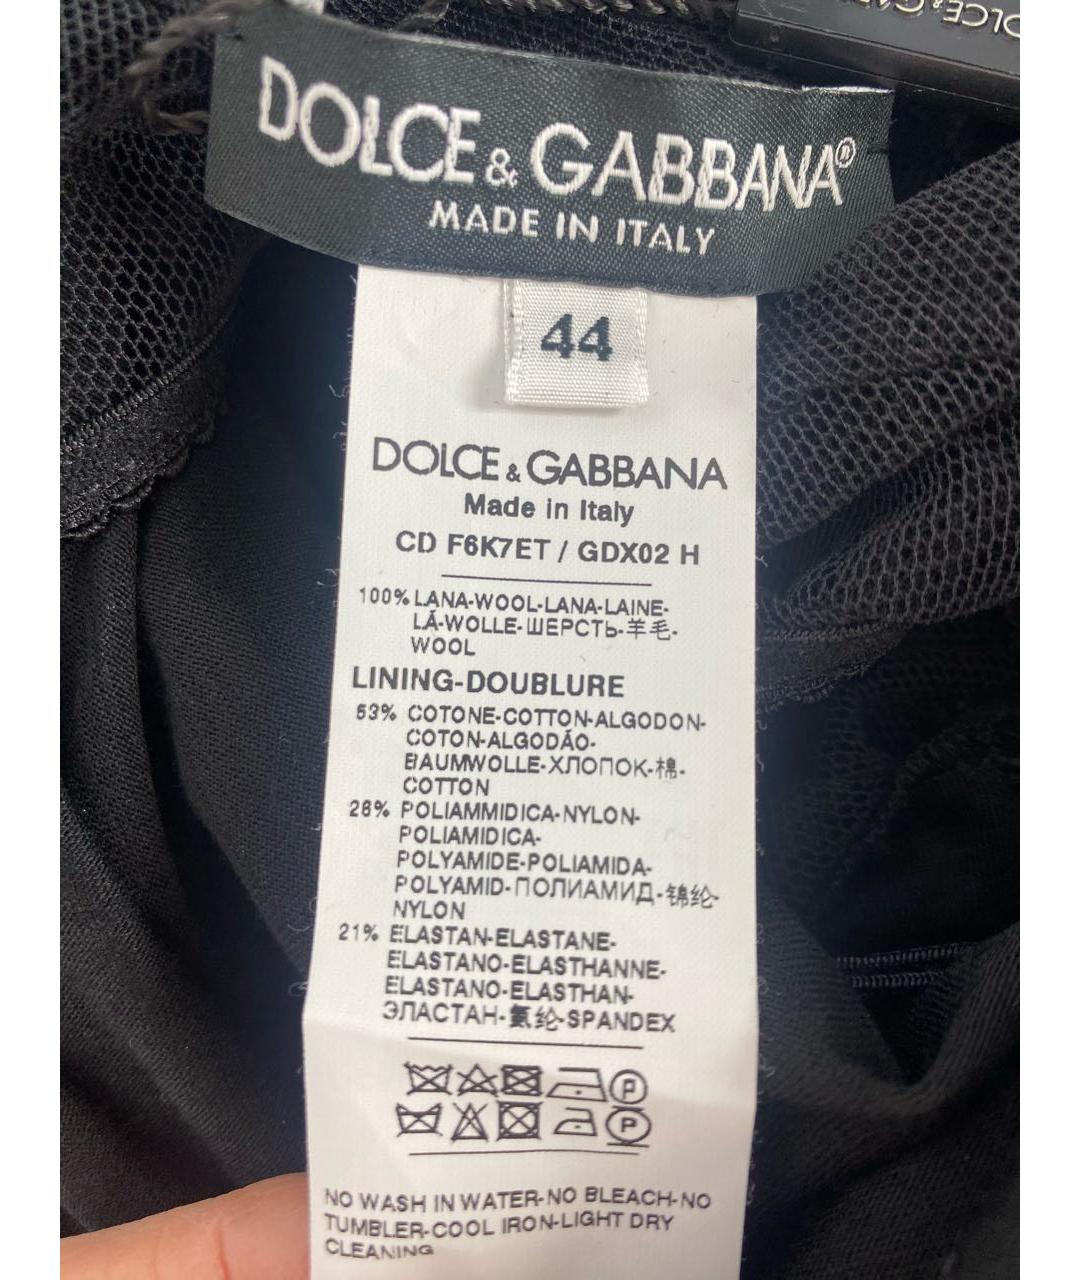 DOLCE & GABBANA
DOLCE & GABBANA®
MADE IN ITALY
44
DOLCE & GABBANA
Made in Italy
CD F6K7ET / GDX02 H
100% LANA-WOOL-LANA-LAINE-
LÁ-WOLLE-ШЕРСТЬ-羊毛-
WOOL
LINING-DOUBLURE
53% COTONE-COTTON-ALGODON-
COTON-ALGODÃO-
BAUMWOLLE-ХЛОПОК-棉-
COTTON
26% POLIAMMIDICA-NYLON-
POLIAMIDICA-
POLYAMIDE-POLIAMIDA-
POLYAMID-ПОЛИАМИД-锦纶-
NYLON
21% ELASTAN-ELASTANE-
ELASTANO-ELASTHANNE-
ELASTANO-ELASTHAN-
ЭЛАСТАН-氨纶-SPANDEX
P
P
NO WASH IN WATER-NO BLEACH-NO
TUMBLER-COOL IRON-LIGHT DRY
CLEANING